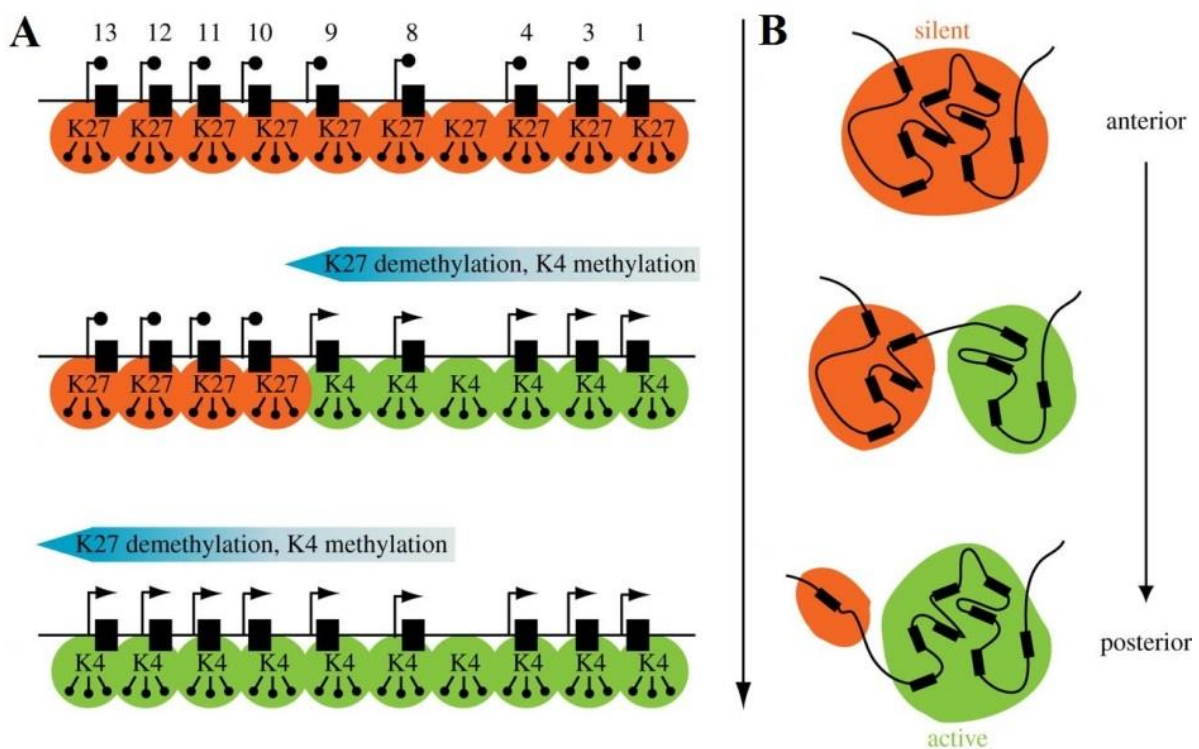 A
13 12 11 10 9 8 4 3 1
K27 K27 K27 K27 K27 K27 K27 K27 K27 K27
K27 demethylation, K4 methylation
K27 K27 K27 K27 K4 K4 K4 K4 K4 K4
K27 demethylation, K4 methylation
K4 K4 K4 K4 K4 K4 K4 K4 K4 K4
B
silent
anterior
posterior
active